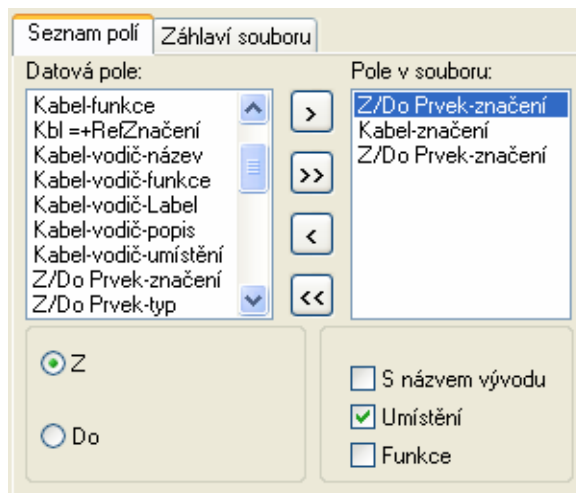 Seznam polí
Záhlaví souboru
Datová pole:
Pole v souboru:
Kabel-funkce
Kbl =+RefZnačení
Kabel-vodič-název
Kabel-vodič-funkce
Kabel-vodič-Label
Kabel-vodič-popis
Kabel-vodič-umístění
Z/Do Prvek-značení
Z/Do Prvek-typ
>
>>
<
<<
Z/Do Prvek-značení
Kabel-značení
Z/Do Prvek-značení
Z
Do
S názvem vývodu
Umístění
Funkce